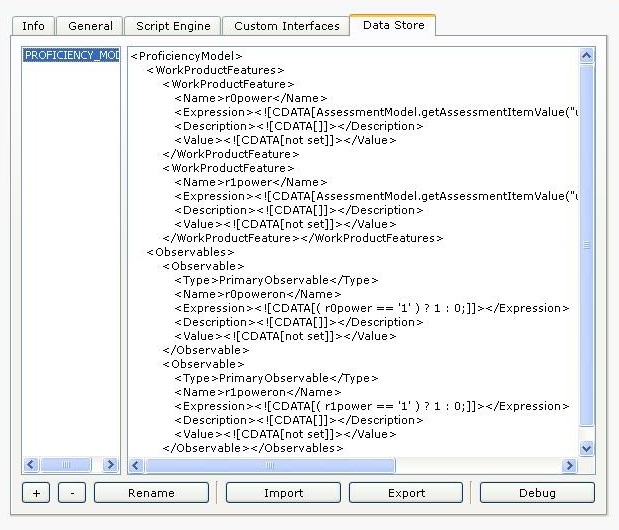 Info
General
Script Engine
Custom Interfaces
Data Store
PROFICIENCY_MOD
<ProficiencyModel>
<WorkProductFeatures>
<WorkProductFeature>
<Name>r0power</Name>
<Expression><![CDATA[AssessmentModel.getAssessmentItemValue("u
<Description><![CDATA[]]></Description>
<Value><![CDATA[not set]]></Value>
</WorkProductFeature>
<WorkProductFeature>
<Name>r1power</Name>
<Expression><![CDATA[AssessmentModel.getAssessmentItemValue("u
<Description><![CDATA[]]></Description>
<Value><![CDATA[not set]]></Value>
</WorkProductFeature></WorkProductFeatures>
<Observables>
<Observable>
<Type>PrimaryObservable</Type>
<Name>r0poweron</Name>
<Expression><![CDATA[( r0power == '1' ) ? 1 : 0;]]></Expression>
<Description><![CDATA[]]></Description>
<Value><![CDATA[not set]]></Value>
</Observable>
<Observable>
<Type>PrimaryObservable</Type>
<Name>r1poweron</Name>
<Expression><![CDATA[( r1power == '1' ) ? 1 : 0;]]></Expression>
<Description><![CDATA[]]></Description>
<Value><![CDATA[not set]]></Value>
</Observable></Observables>
+
-
Rename
Import
Export
Debug